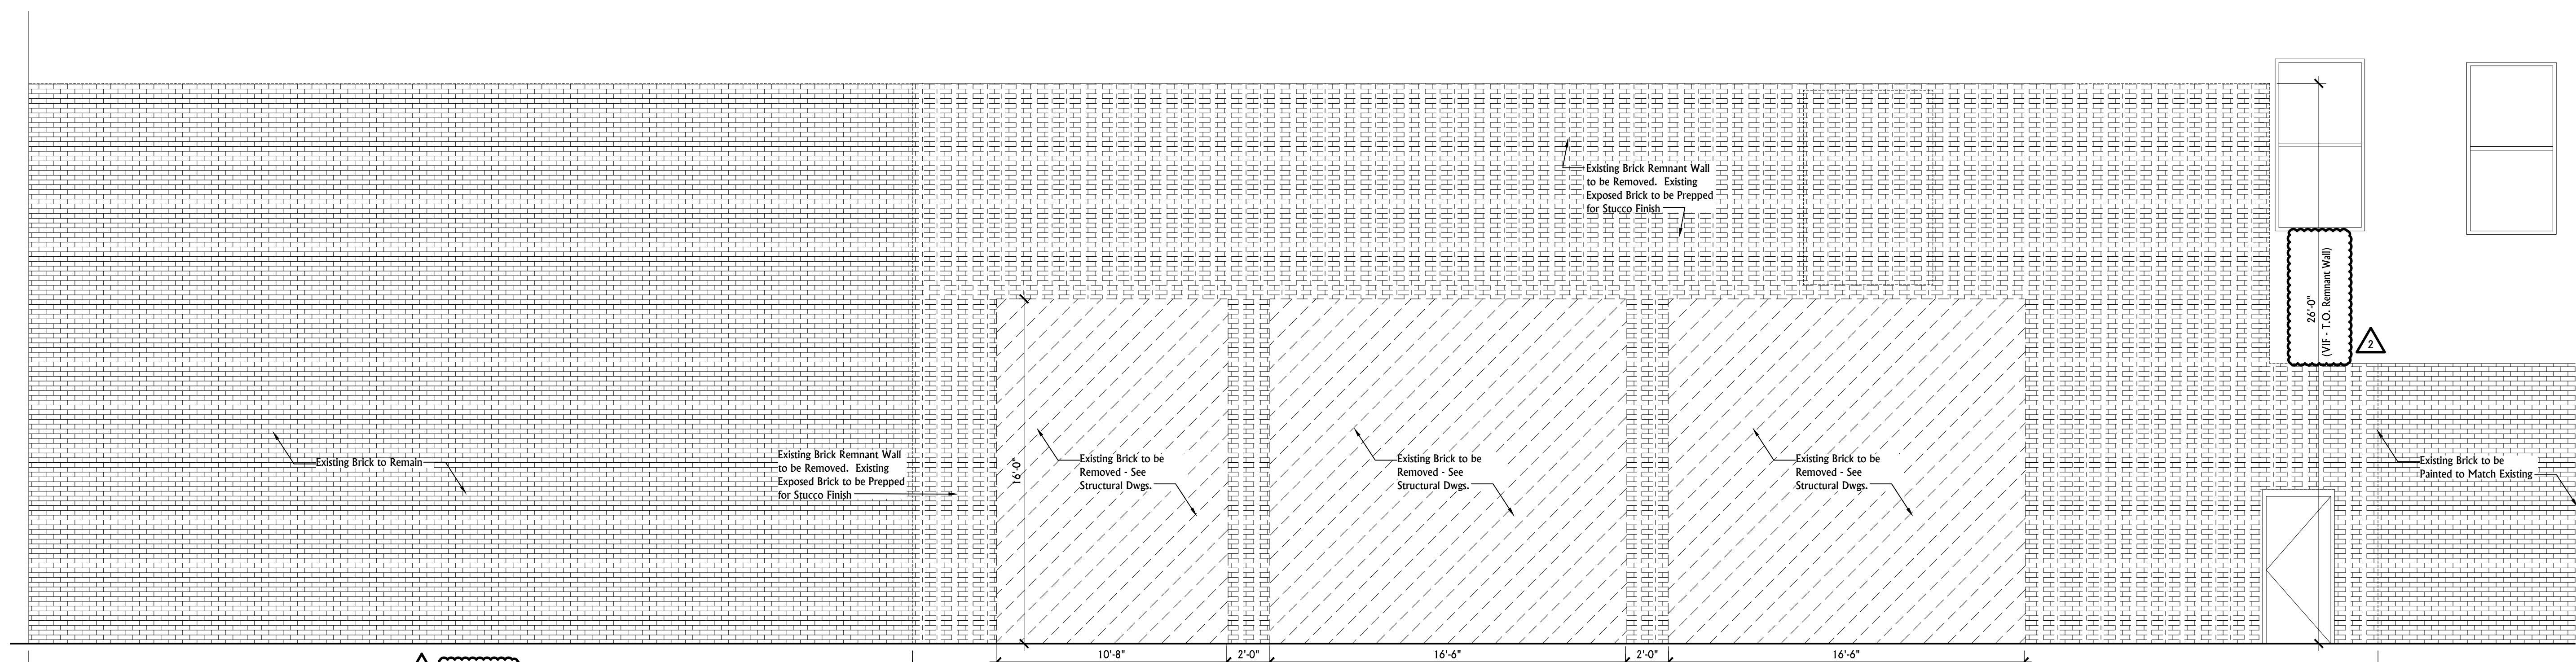 Existing Brick Remnant Wall
to be Removed. Existing
Exposed Brick to be Prepped
for Stucco Finish
26'-0"
(VIF - T.O. Remnant Wall)
2
Existing Brick to Remain
Existing Brick Remnant Wall
to be Removed. Existing
Exposed Brick to be Prepped
for Stucco Finish
16'-0"
Existing Brick to be
Removed - See
Structural Dwgs.
Existing Brick to be
Removed - See
Structural Dwgs.
Existing Brick to be
Removed - See
Structural Dwgs.
Existing Brick to be
Painted to Match Existing
10'-8"
2'-0"
16'-6"
2'-0"
16'-6"